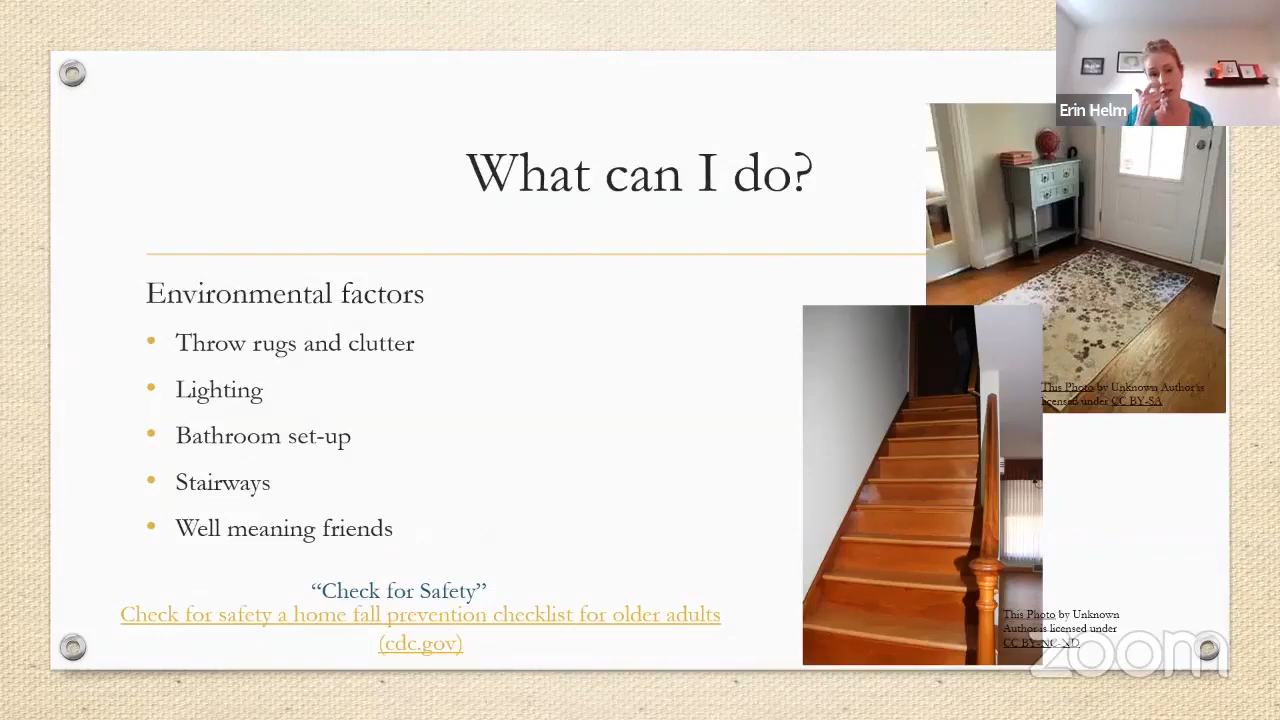 Erin Helm
What can I do?
Environmental factors
• Throw rugs and clutter
• Lighting
• Bathroom set-up
• Stairways
• Well meaning friends
“Check for Safety”
Check for safety a home fall prevention checklist for older adults
(cdc.gov)
This Photo by Unknown Author is
licensed under CC BY-SA
This Photo by Unknown
Author is licensed under
CC BY-NC-ND
zoom